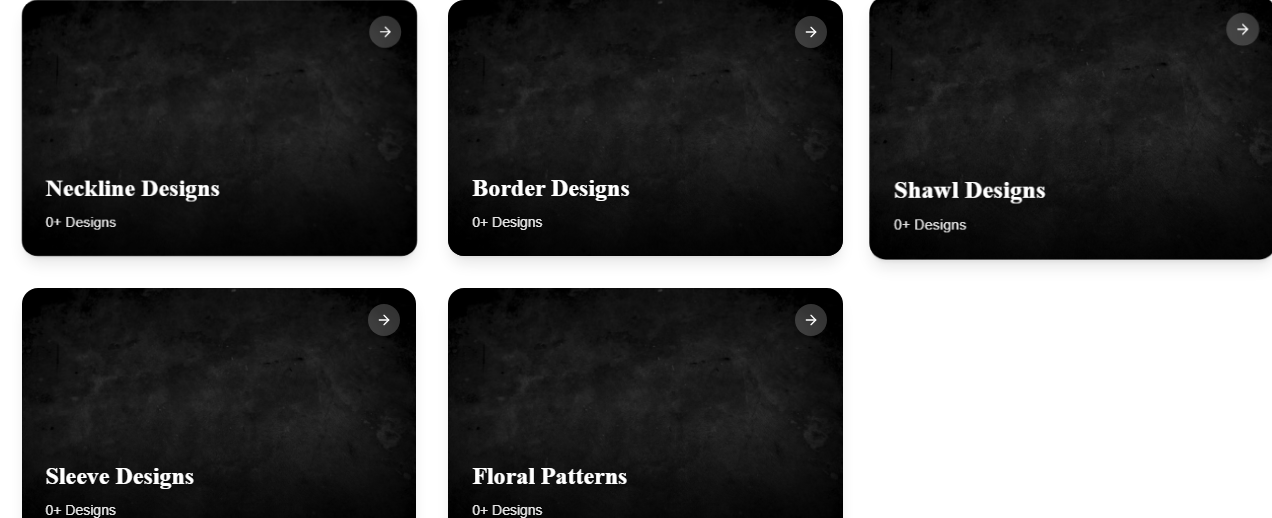 Neckline Designs
0+ Designs
Border Designs
0+ Designs
Shawl Designs
0+ Designs
Sleeve Designs
0+ Designs
Floral Patterns
0+ Designs